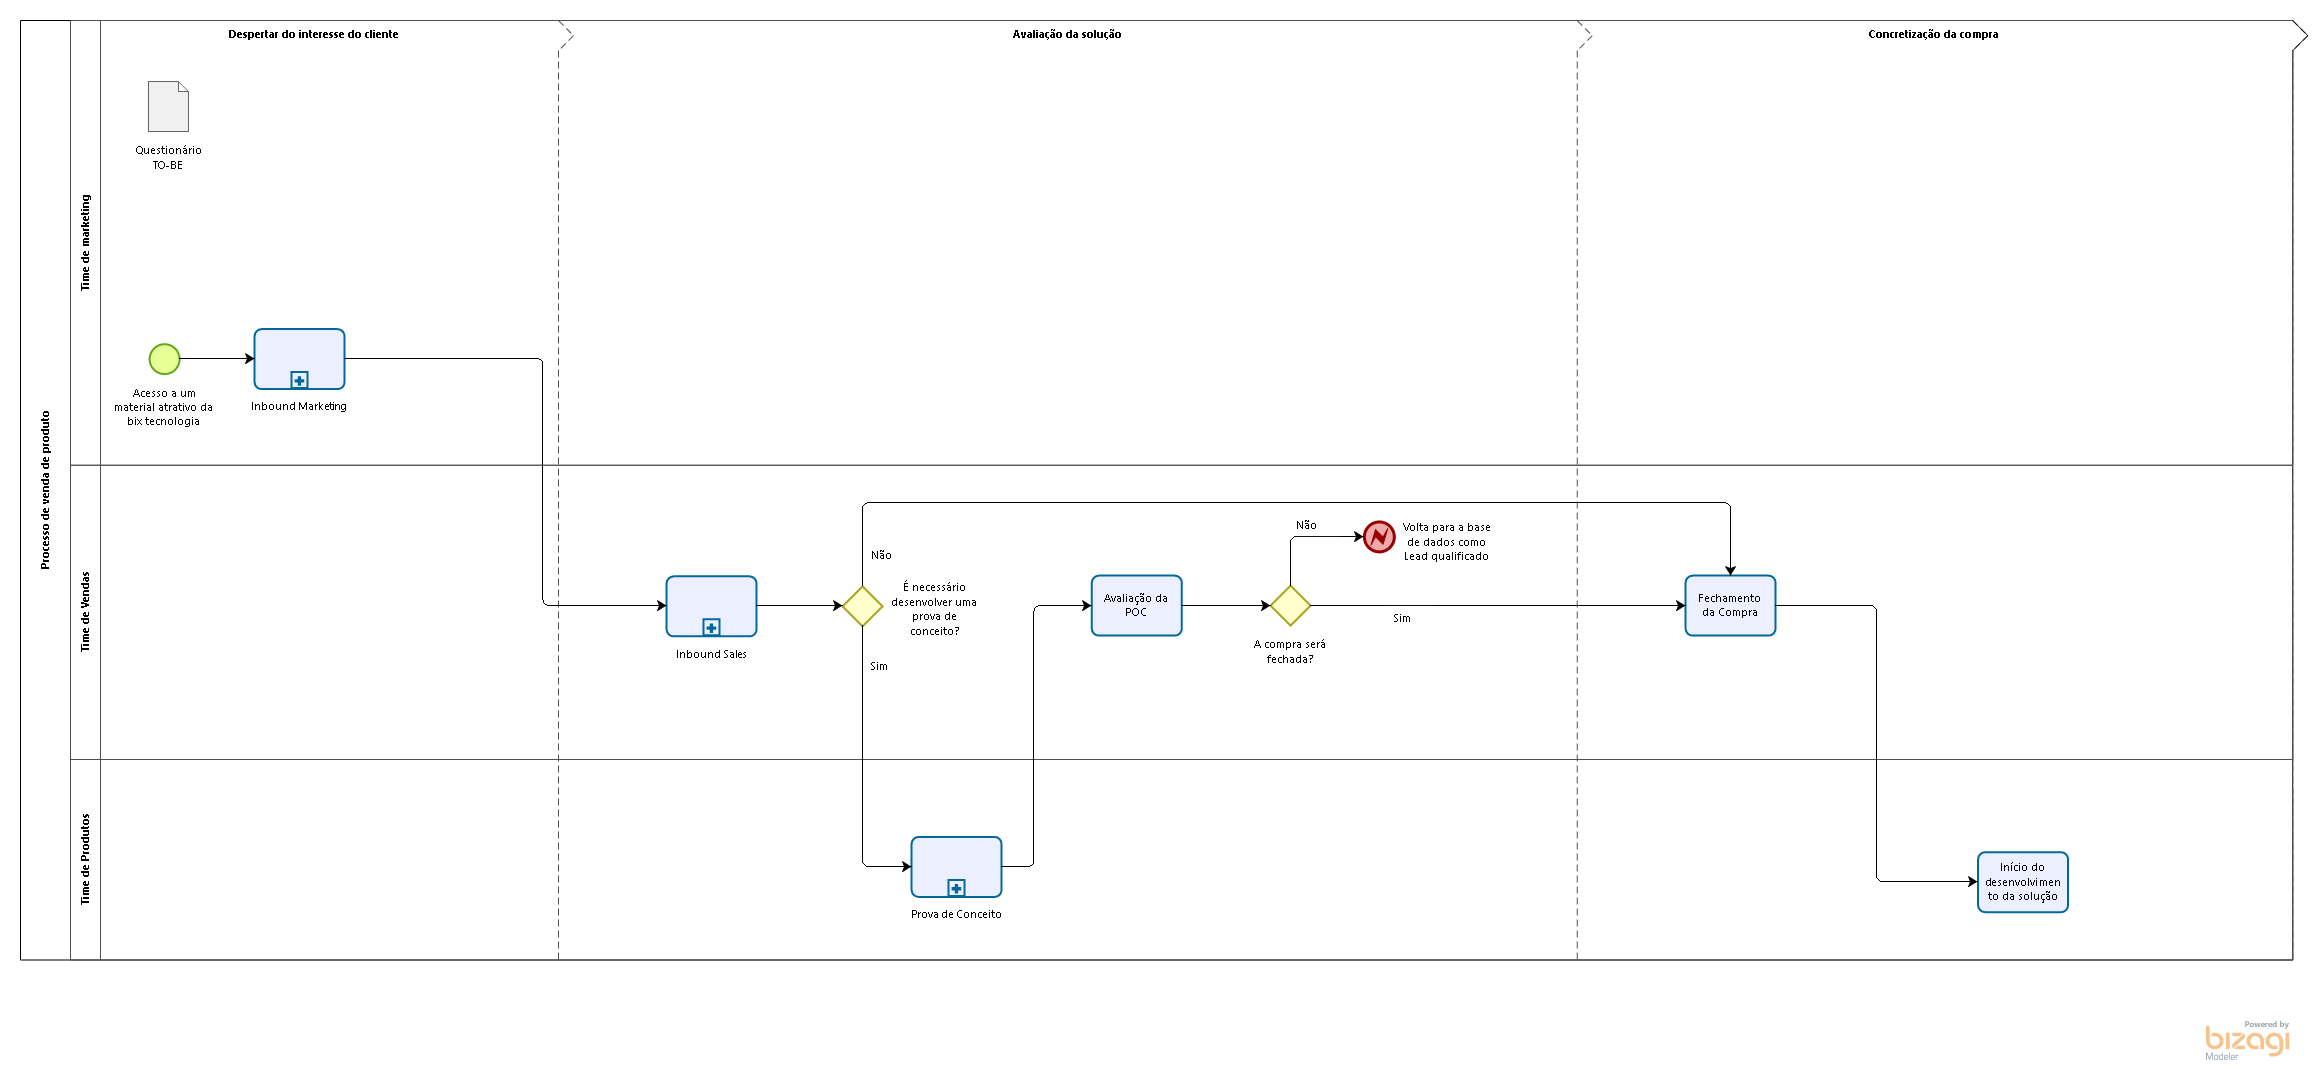 Despertar do interesse do cliente
Avaliação da solução
Concretização da compra
Processo de venda de produto
Time de marketing
Questionário
TO-BE
Acesso a um
material atrativo da
bix tecnologia
Inbound Marketing
Time de Vendas
Inbound Sales
Não
É necessário
desenvolver uma
prova de
conceito?
Sim
Avaliação da
POC
A compra será
fechada?
Não
Volta para a base
de dados como
Lead qualificado
Sim
Fechamento
da Compra
Time de Produtos
Prova de Conceito
Início do
desenvolvimen
to da solução
Powered by
bizagi
Modeler